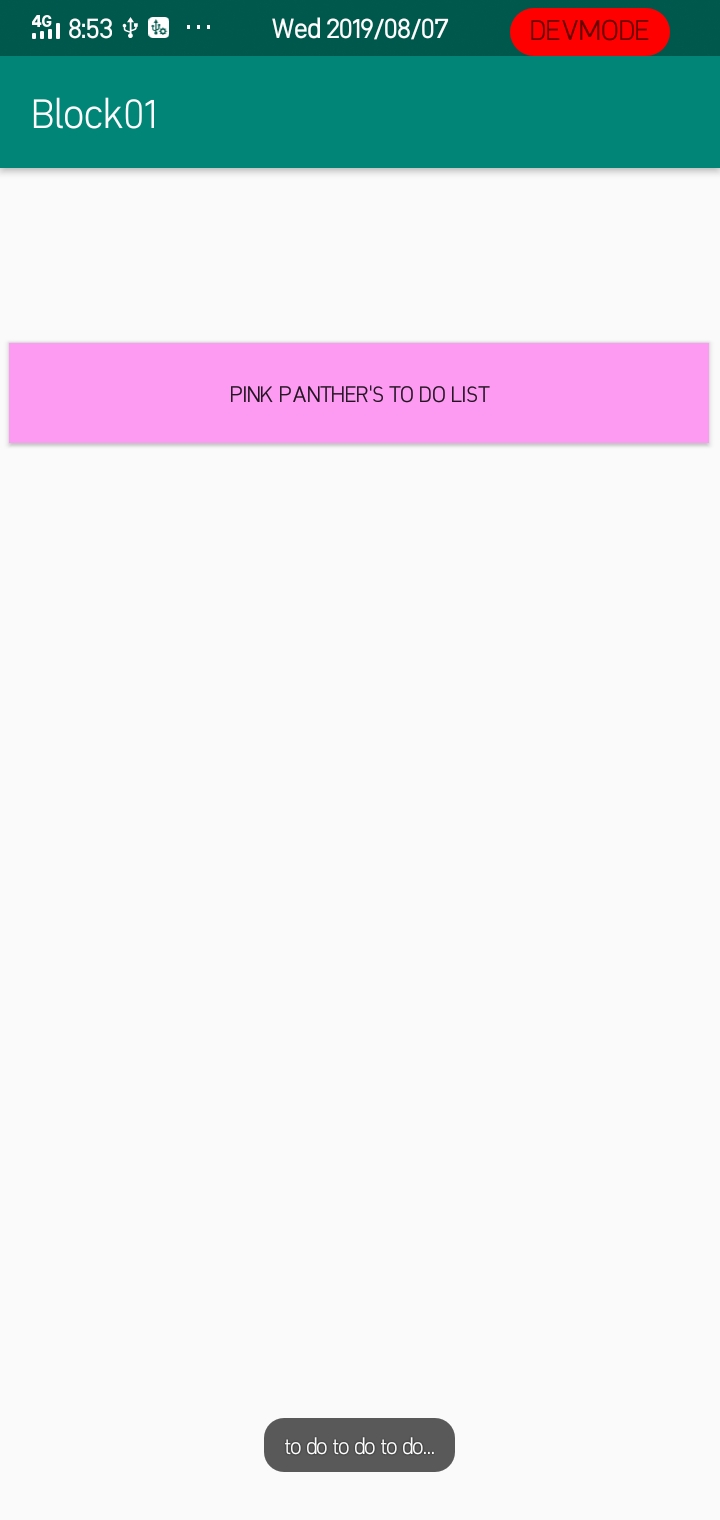 4G 8:53 ... Wed 2019/08/07 DEVMODE
Block01
PINK PANTHER'S TO DO LIST
to do to do to do...